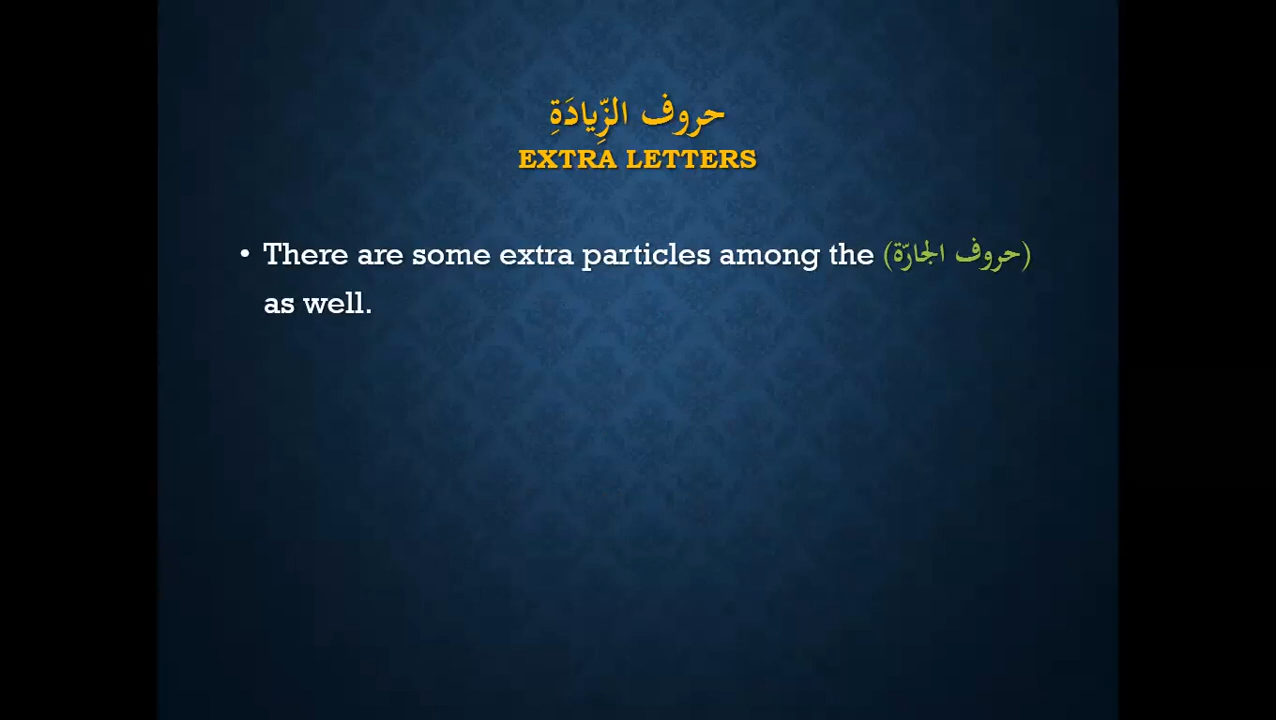 حروف الزِّيادَةِ
EXTRA LETTERS
• There are some extra particles among the (حروف الجارّة)
as well.